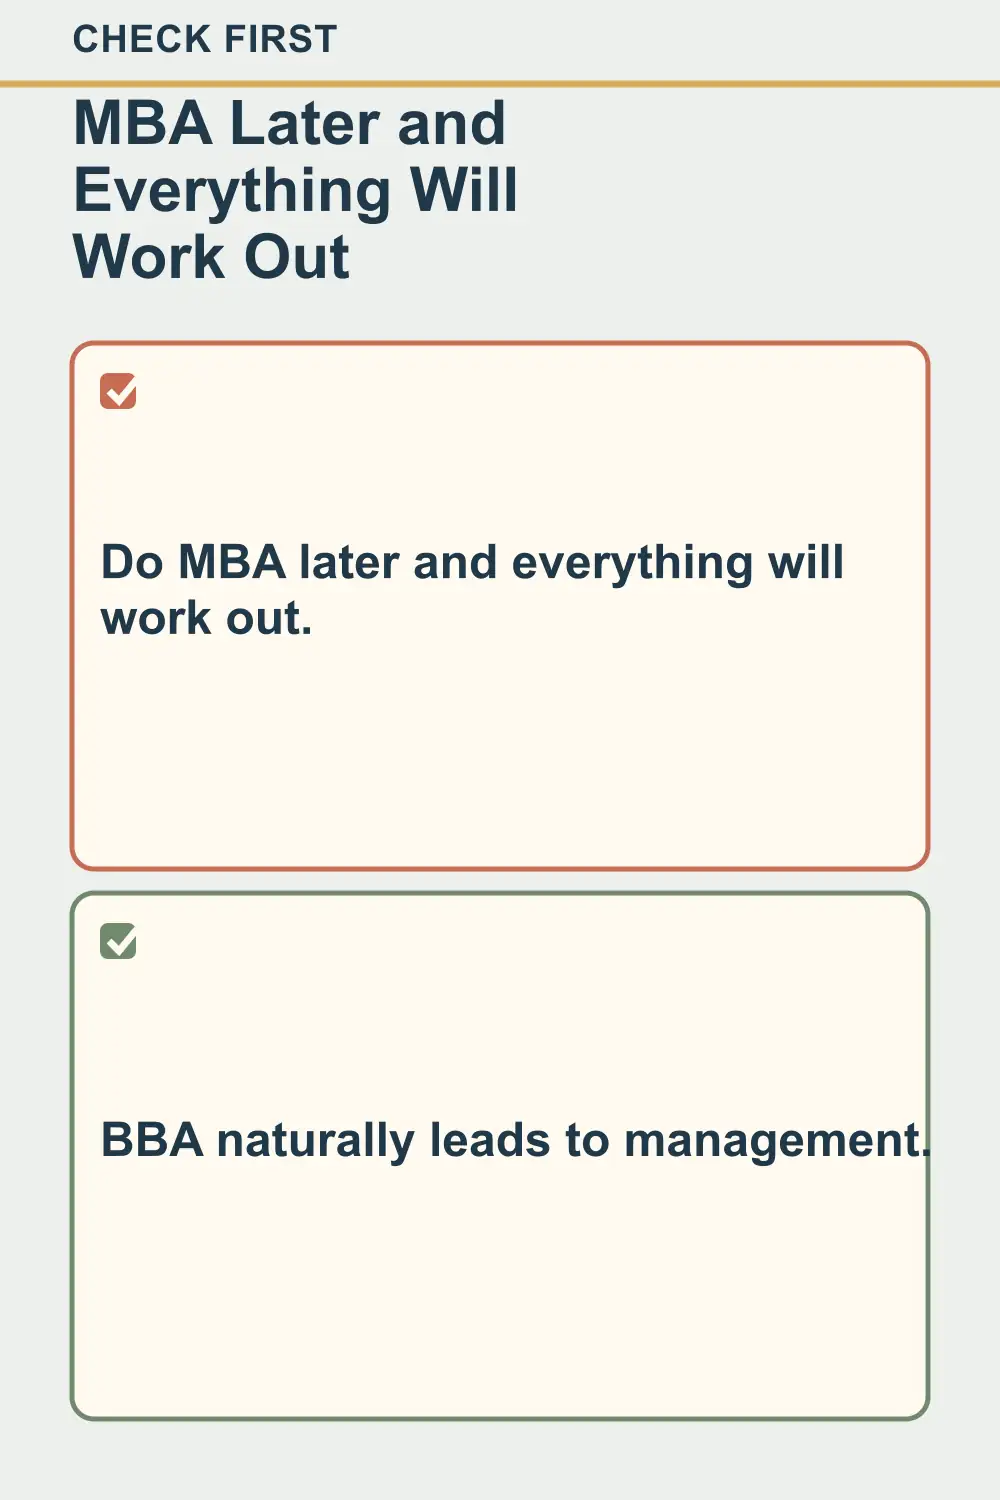 CHECK FIRST
MBA Later and
Everything Will
Work Out
Do MBA later and everything will
work out.
BBA naturally leads to management.